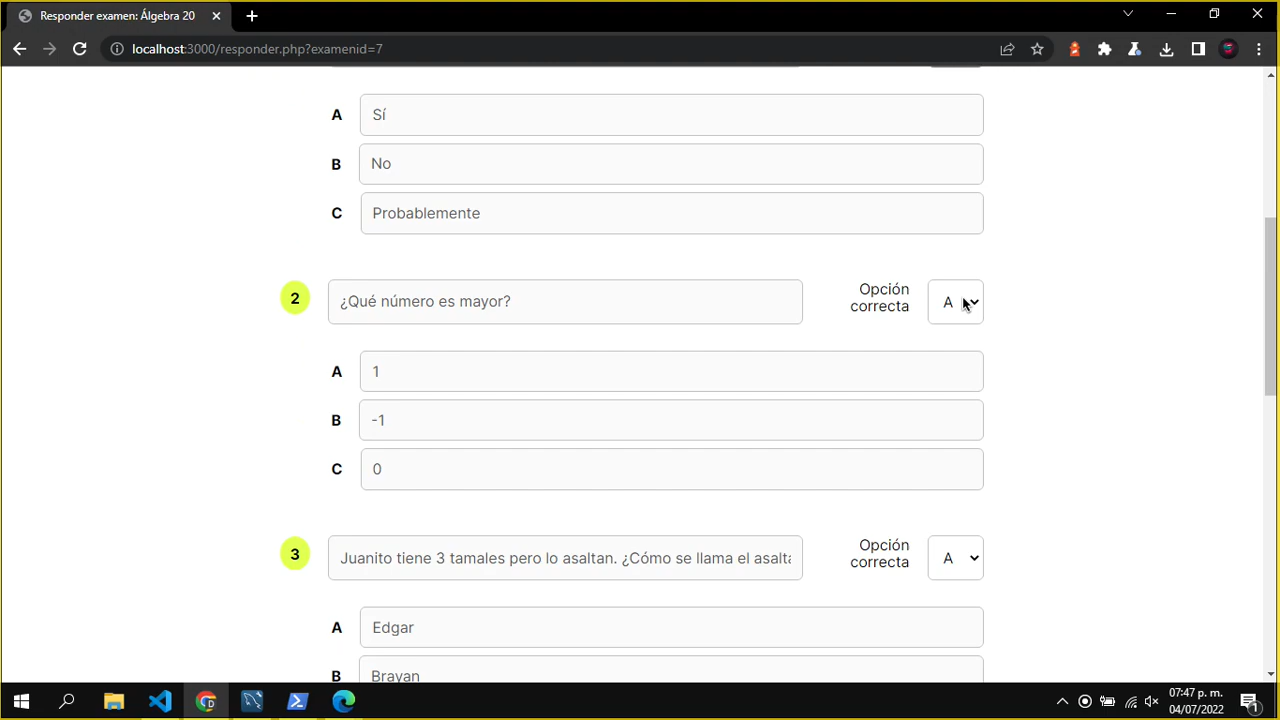 Responder examen: Álgebra 20
localhost:3000/responder.php?examenid=7
A Sí
B No
C Probablemente
2 ¿Qué número es mayor? Opción correcta A
A 1
B -1
C 0
3 Juanito tiene 3 tamales pero lo asaltan. ¿Cómo se llama el asalta Opción correcta A
A Edgar
B Brayan
07:47 p. m.
04/07/2022
1